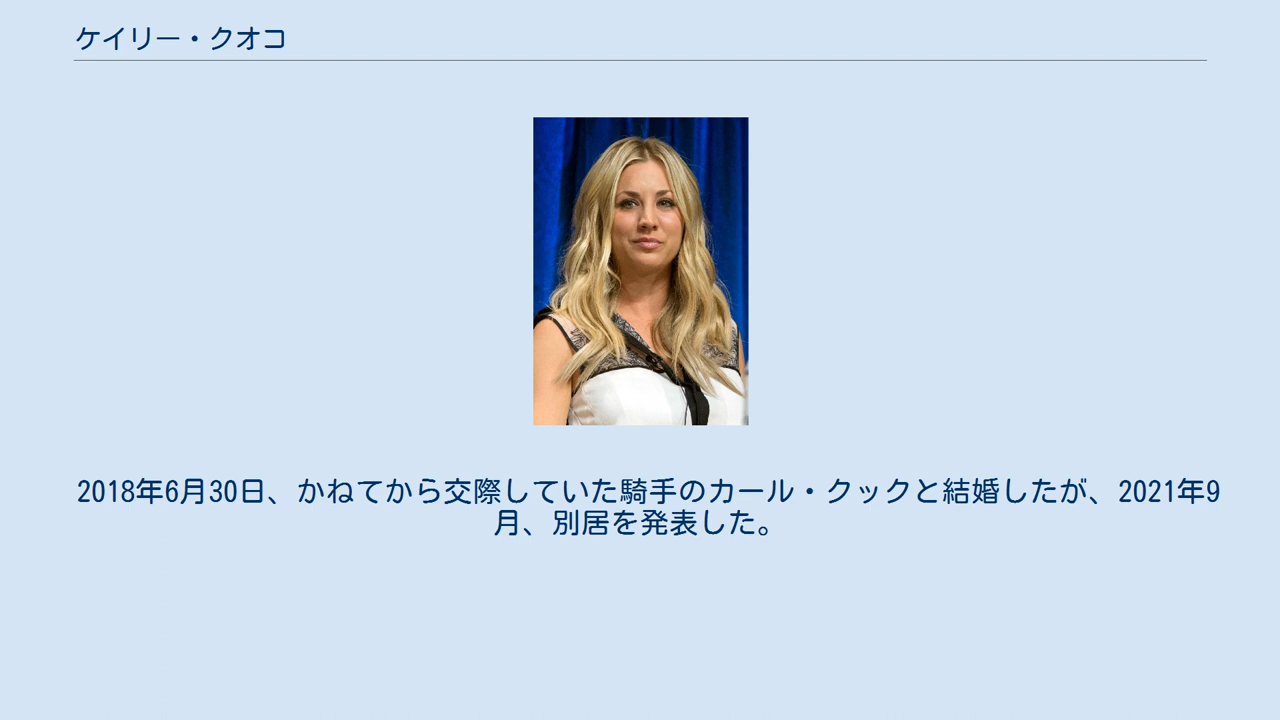 ケイリー・クオコ
2018年6月30日、かねてから交際していた騎手のカール・クックと結婚したが、2021年9
月、別居を発表した。